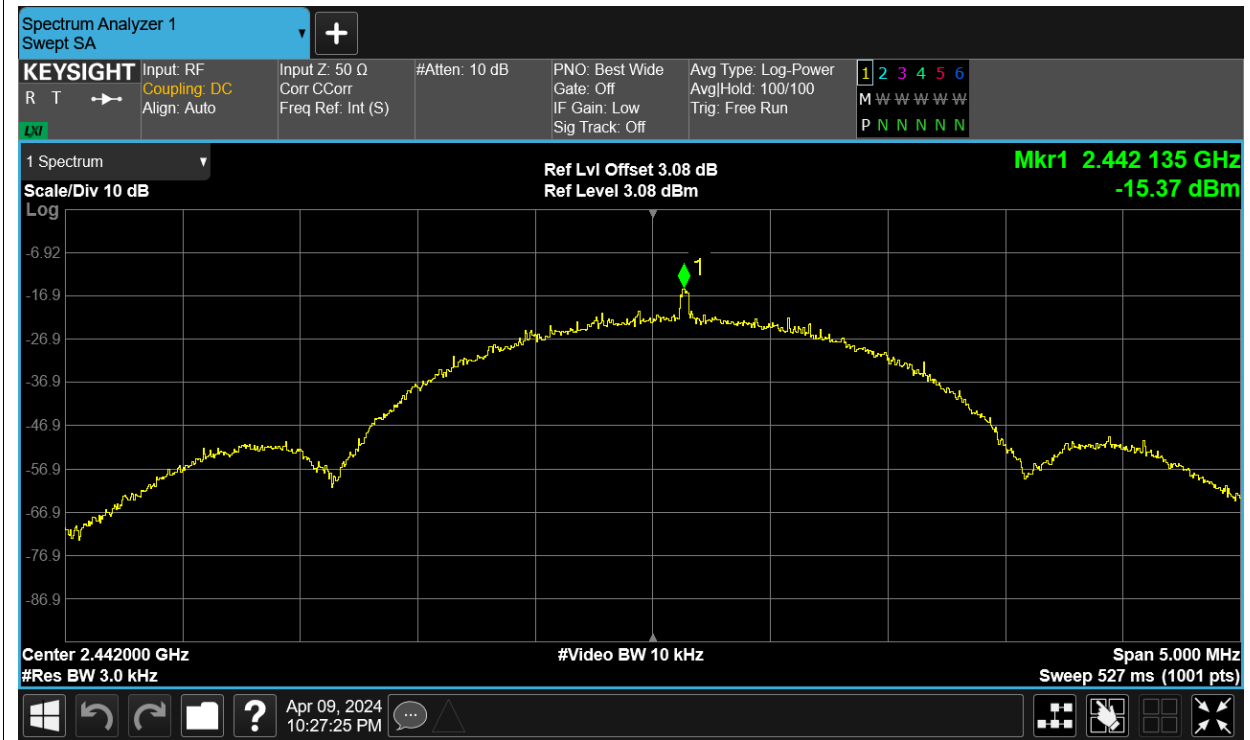 Spectrum Analyzer 1
Swept SA
KEYSIGHT
R T
LXI
Input: RF
Coupling: DC
Align: Auto
Input Z: 50 Ω
Corr CCorr
Freq Ref: Int (S)
#Atten: 10 dB
PNO: Best Wide
Gate: Off
IF Gain: Low
Sig Track: Off
Avg Type: Log-Power
Avg|Hold: 100/100
Trig: Free Run
1 2 3 4 5 6
M W W W W W
P N N N N N
1 Spectrum
Scale/Div 10 dB
Log
Ref Lvl Offset 3.08 dB
Ref Level 3.08 dBm
Mkr1 2.442 135 GHz
-15.37 dBm
1
-6.92
-16.9
-26.9
-36.9
-46.9
-56.9
-66.9
-76.9
-86.9
Center 2.442000 GHz
#Res BW 3.0 kHz
#Video BW 10 kHz
Span 5.000 MHz
Sweep 527 ms (1001 pts)
?
Apr 09, 2024
10:27:25 PM